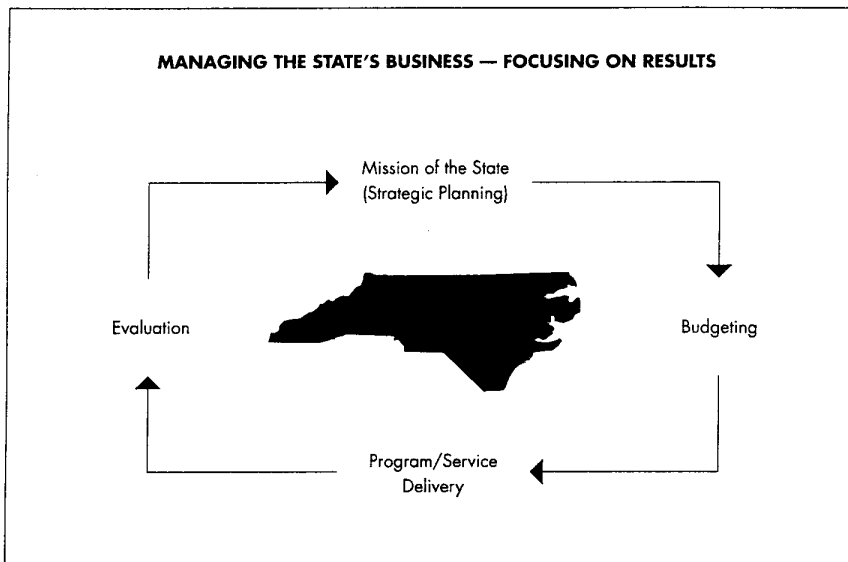 MANAGING THE STATE'S BUSINESS — FOCUSING ON RESULTS
Mission of the State
(Strategic Planning)
Evaluation
Budgeting
Program/Service
Delivery